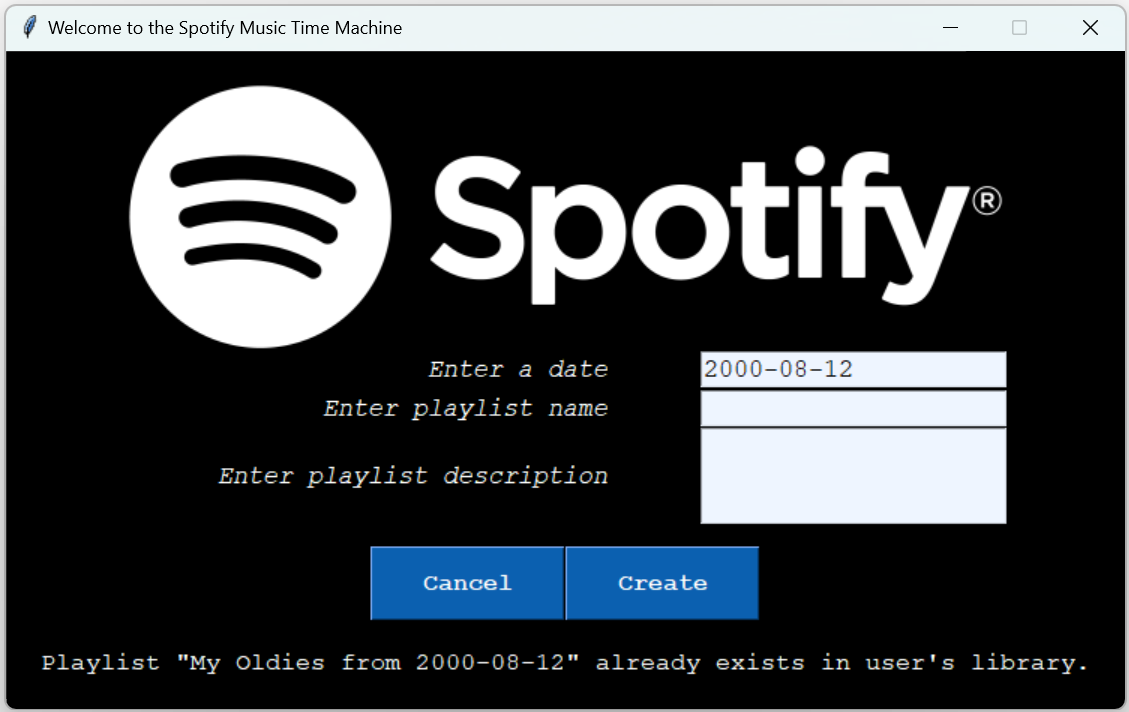 Welcome to the Spotify Music Time Machine
Spotify®
Enter a date 2000-08-12
Enter playlist name
Enter playlist description
Cancel Create
Playlist "My Oldies from 2000-08-12" already exists in user's library.